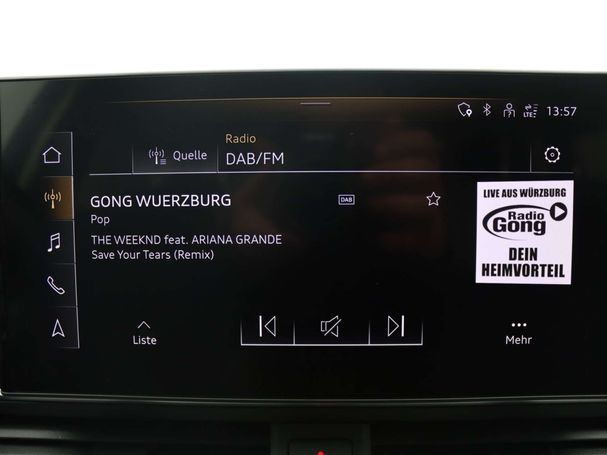 LTE 13:57
Radio
Quelle DAB/FM
GONG WUERZBURG DAB
Pop
THE WEEKND feat. ARIANA GRANDE
Save Your Tears (Remix)
LIVE AUS WÜRZBURG
Radio
Gong
DEIN
HEIMVORTEIL
Liste
Mehr